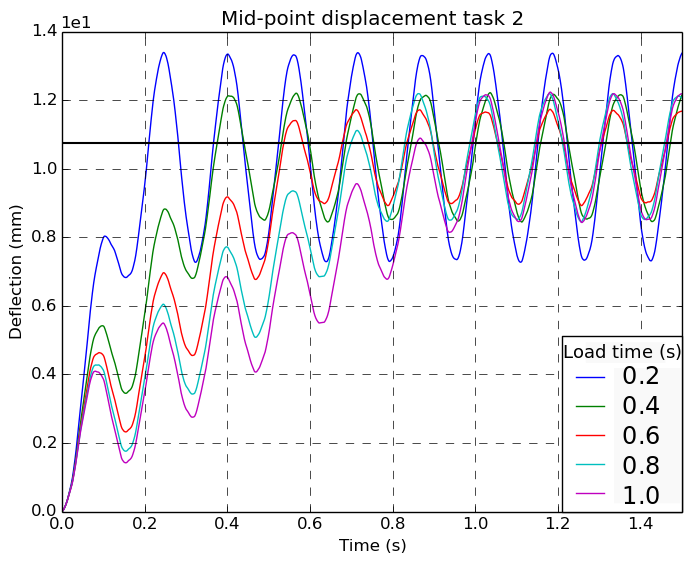 Mid-point displacement task 2
1e1
1.4
1.2
1.0
0.8
0.6
0.4
0.2
0.0
Deflection (mm)
0.0 0.2 0.4 0.6 0.8 1.0 1.2 1.4
Time (s)
Load time (s)
0.2
0.4
0.6
0.8
1.0